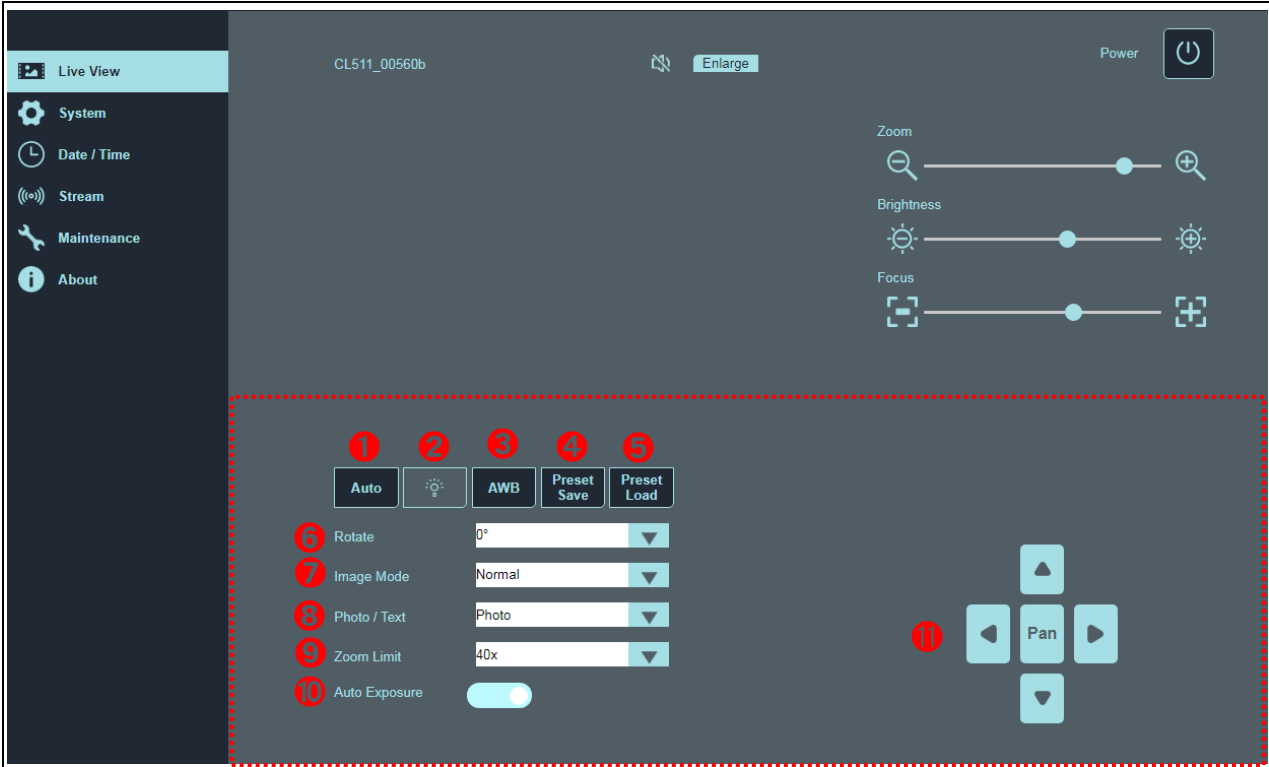 Live View
System
Date / Time
Stream
Maintenance
About
CL511_00560b
Enlarge
Power
Zoom
Brightness
Focus
1 2 3 4 5
Auto
AWB
Preset
Save
Preset
Load
6 Rotate 0°
7 Image Mode Normal
8 Photo / Text Photo
9 Zoom Limit 40x
10 Auto Exposure
11 Pan